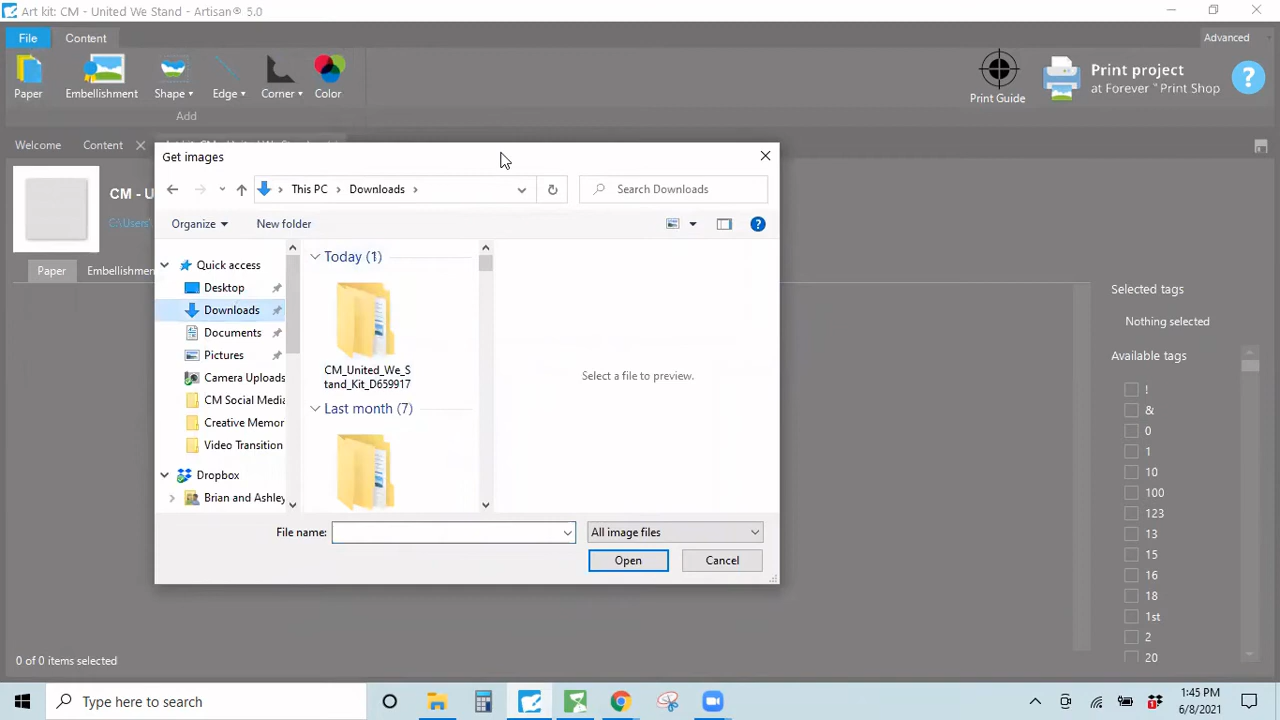 Art kit: CM - United We Stand - Artisan® 5.0
File
Content
Advanced
Paper
Embellishment
Shape
Edge
Corner
Color
Add
Print Guide
Print project
at Forever™ Print Shop
?
Welcome
Content
CM - U
C:\Users\
Paper
Embellishmen
Get images
This PC > Downloads >
Search Downloads
Organize
New folder
Quick access
Desktop
Downloads
Documents
Pictures
Camera Uploads
CM Social Media
Creative Memor
Video Transition
Dropbox
Brian and Ashley
Today (1)
CM_United_We_S
tand_Kit_D659917
Last month (7)
Select a file to preview.
File name:
All image files
Open
Cancel
Selected tags
Nothing selected
Available tags
!
&
0
1
10
100
123
13
15
16
18
1st
2
20
0 of 0 items selected
Type here to search
1:45 PM
6/8/2021